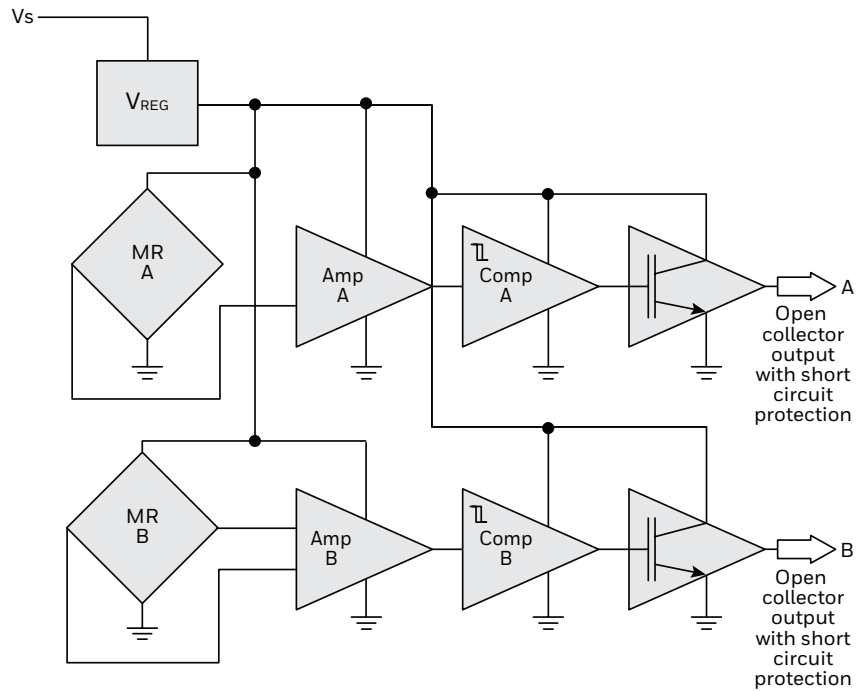 Vs
VREG
MR
A
Amp
A
Comp
A
A
Open
collector
output
with short
circuit
protection
MR
B
Amp
B
Comp
B
B
Open
collector
output
with short
circuit
protection